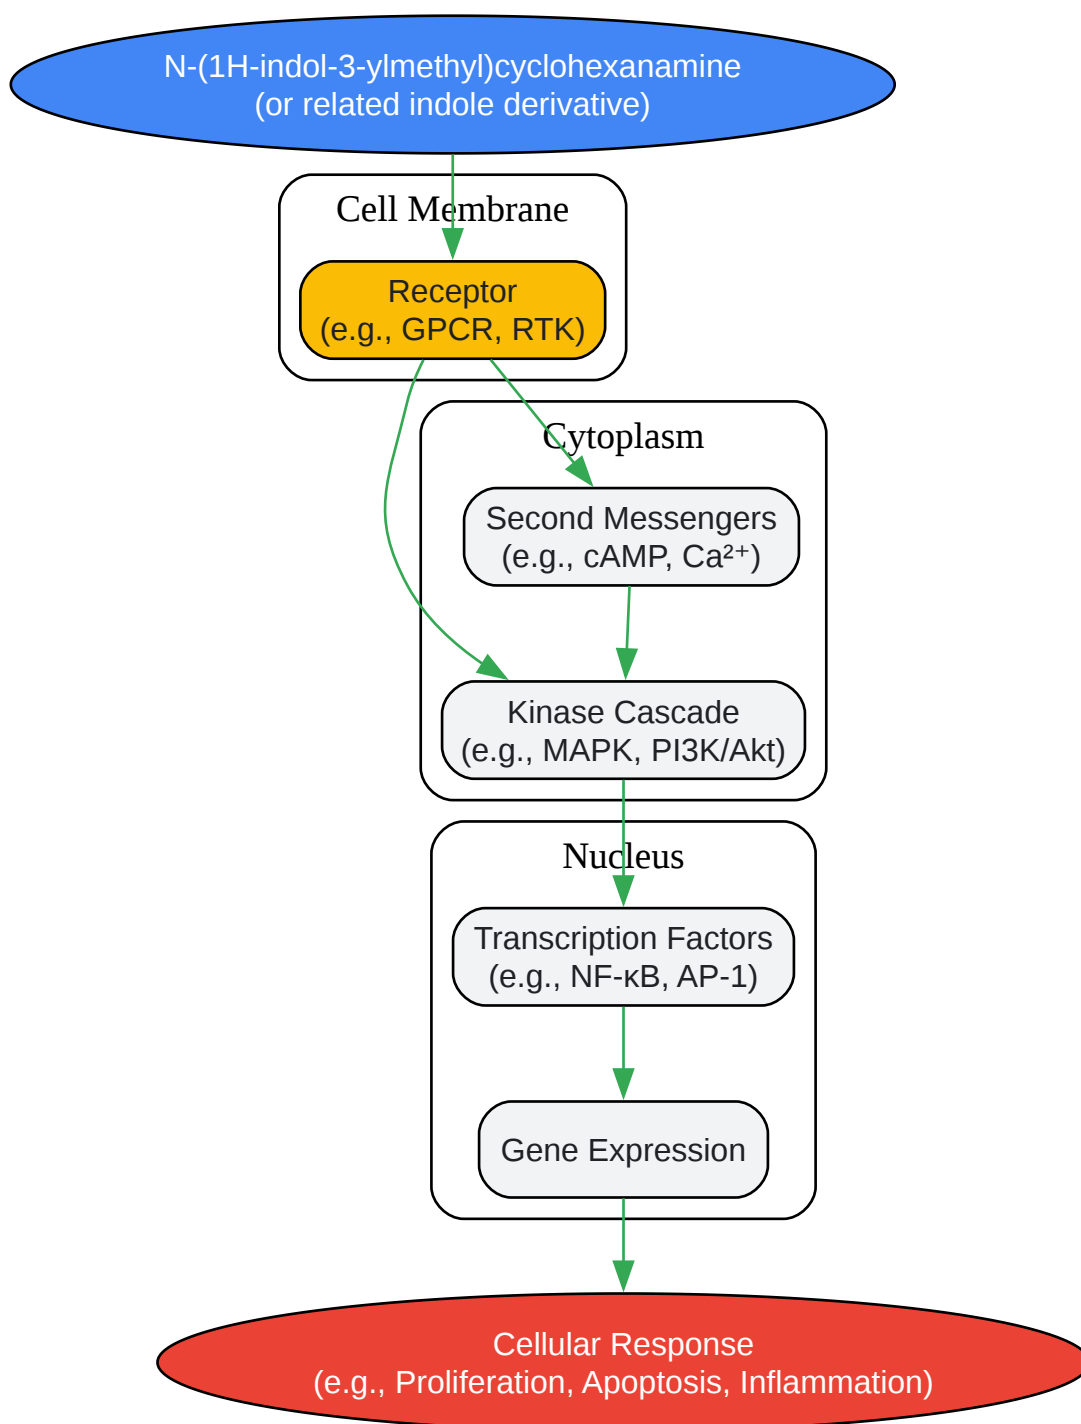 N-(1H-indol-3-ylmethyl)cyclohexanamine
(or related indole derivative)
Cell Membrane
Receptor
(e.g., GPCR, RTK)
Cytoplasm
Second Messengers
(e.g., cAMP, Ca²⁺)
Kinase Cascade
(e.g., MAPK, PI3K/Akt)
Nucleus
Transcription Factors
(e.g., NF-κB, AP-1)
Gene Expression
Cellular Response
(e.g., Proliferation, Apoptosis, Inflammation)